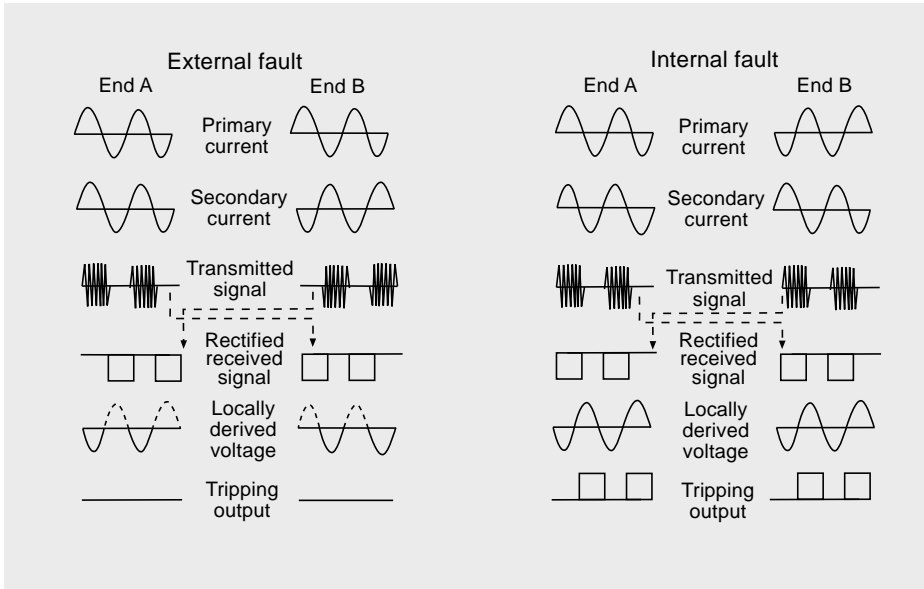 External fault
End A
End B
Primary
current
Secondary
current
Transmitted
signal
Rectified
received
signal
Locally
derived
voltage
Tripping
output
Internal fault
End A
End B
Primary
current
Secondary
current
Transmitted
signal
Rectified
received
signal
Locally
derived
voltage
Tripping
output